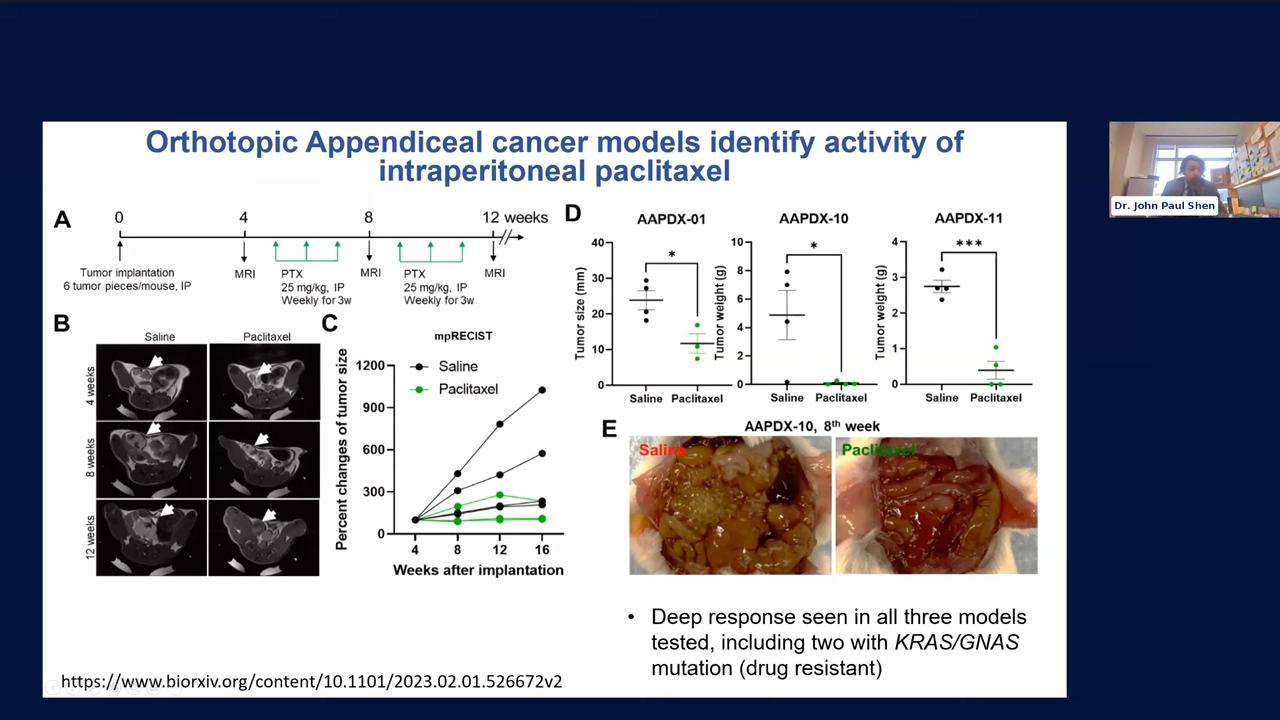 Orthotopic Appendiceal cancer models identify activity of
intraperitoneal paclitaxel
A
0 4 8 12 weeks
Tumor implantation
6 tumor pieces/mouse, IP
MRI
PTX
25 mg/kg, IP
Weekly for 3w
MRI
PTX
25 mg/kg, IP
Weekly for 3w
MRI
B
Saline Paclitaxel
4 weeks
8 weeks
12 weeks
C
mpRECIST
Percent changes of tumor size
1200
900
600
300
0
Saline
Paclitaxel
4 8 12 16
Weeks after implantation
D
AAPDX-01
Tumor size (mm)
40
30
20
10
0
*
Saline Paclitaxel
AAPDX-10
Tumor weight (g)
10
8
6
4
2
0
*
Saline Paclitaxel
AAPDX-11
Tumor weight (g)
4
3
2
1
0
***
Saline Paclitaxel
E
AAPDX-10, 8th week
Saline
Paclitaxel
• Deep response seen in all three models
tested, including two with KRAS/GNAS
mutation (drug resistant)
https://www.biorxiv.org/content/10.1101/2023.02.01.526672v2
Dr. John Paul Shen